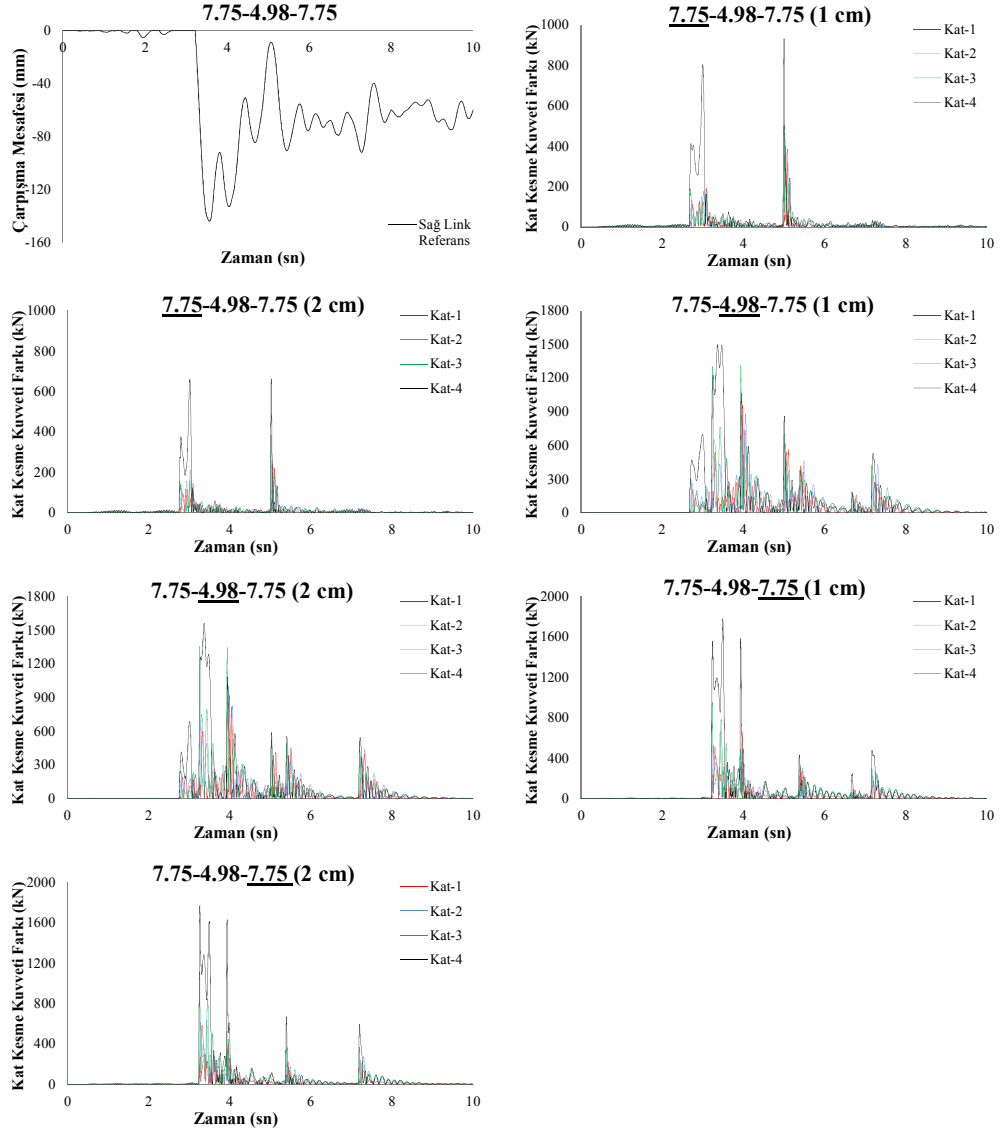 7.75-4.98-7.75
Çarpışma Mesafesi (mm)
0
-40
-80
-120
-160
0 2 4 6 8 10
Sağ Link
Referans
Zaman (sn)
7.75-4.98-7.75 (1 cm)
Kat Kesme Kuvveti Farkı (kN)
1000
800
600
400
200
0
0 2 4 6 8 10
Kat-1
Kat-2
Kat-3
Kat-4
Zaman (sn)
7.75-4.98-7.75 (2 cm)
Kat Kesme Kuvveti Farkı (kN)
1000
800
600
400
200
0
0 2 4 6 8 10
Kat-1
Kat-2
Kat-3
Kat-4
Zaman (sn)
7.75-4.98-7.75 (1 cm)
Kat Kesme Kuvveti Farkı (kN)
1800
1500
1200
900
600
300
0
0 2 4 6 8 10
Kat-1
Kat-2
Kat-3
Kat-4
Zaman (sn)
7.75-4.98-7.75 (2 cm)
Kat Kesme Kuvveti Farkı (kN)
1800
1500
1200
900
600
300
0
0 2 4 6 8 10
Kat-1
Kat-2
Kat-3
Kat-4
Zaman (sn)
7.75-4.98-7.75 (1 cm)
Kat Kesme Kuvveti Farkı (kN)
2000
1600
1200
800
400
0
0 2 4 6 8 10
Kat-1
Kat-2
Kat-3
Kat-4
Zaman (sn)
7.75-4.98-7.75 (2 cm)
Kat Kesme Kuvveti Farkı (kN)
2000
1600
1200
800
400
0
0 2 4 6 8 10
Kat-1
Kat-2
Kat-3
Kat-4
Zaman (sn)